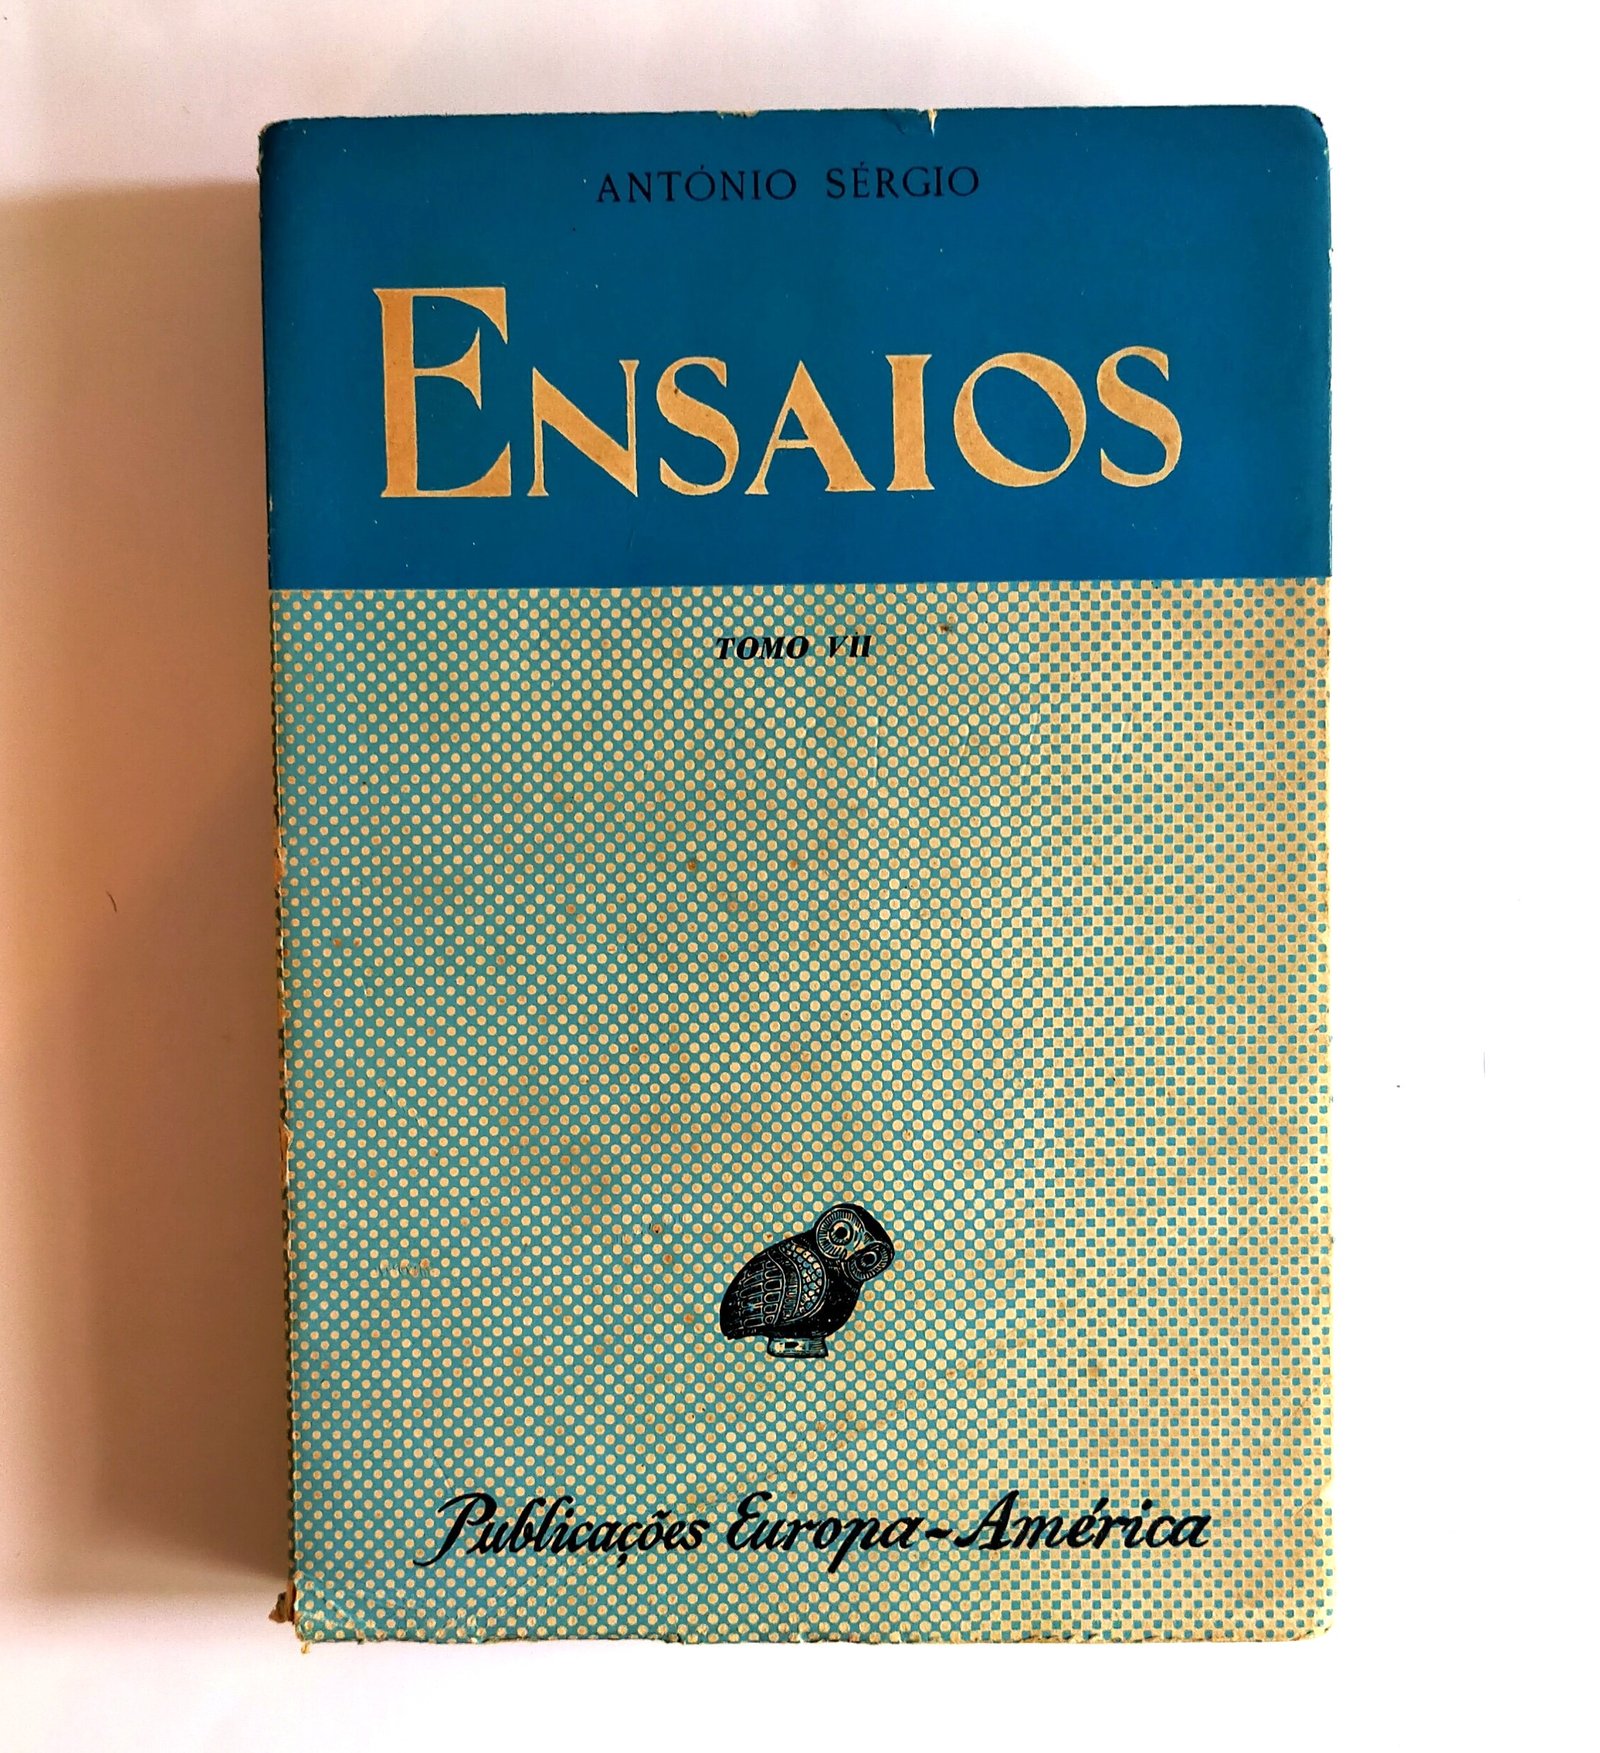 ANTÓNIO SÉRGIO
ENSAIOS
TOMO VII
Publicações Europa-América